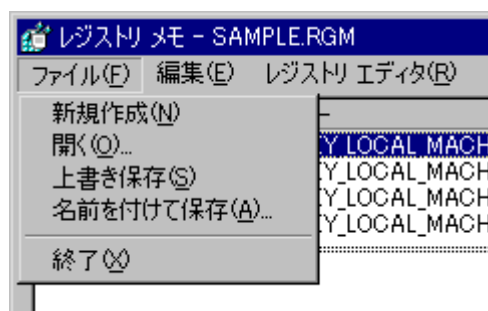 レジストリ メモ - SAMPLE.RGM
ファイル(F) 編集(E) レジストリ エディタ(R)
新規作成(N)
開く(O)...
上書き保存(S)
名前を付けて保存(A)...
終了(X)
Y_LOCAL_MACH
Y_LOCAL_MACH
Y_LOCAL_MACH
Y_LOCAL_MACH